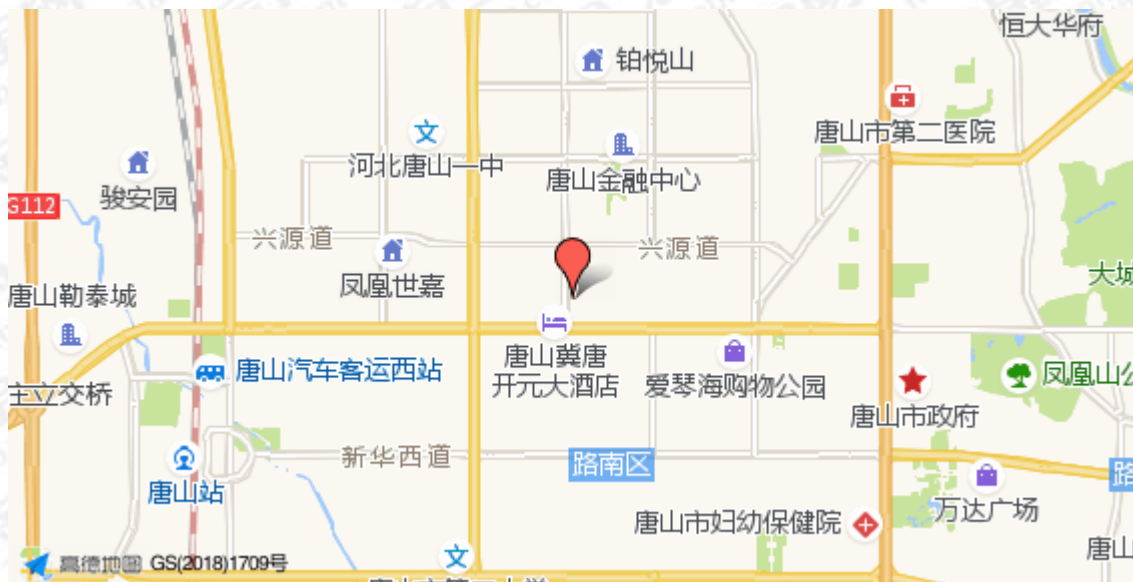 恒大华府
铂悦山
唐山市第二医院
河北唐山一中
唐山金融中心
骏安园
G112
兴源道
兴源道
凤凰世嘉
大城
唐山勒泰城
唐山冀唐
开元大酒店
唐山汽车客运西站
爱琴海购物公园
凤凰山公
立交桥
唐山市政府
新华西道
路南区
路
唐山站
万达广场
唐山市妇幼保健院
唐山
高德地图 GS(2018)1709号